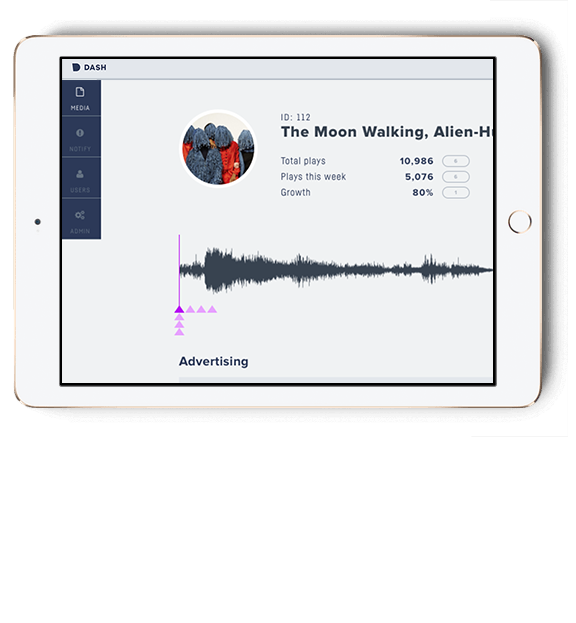 DASH
MEDIA
NOTIFY
USERS
ADMIN
ID: 112
The Moon Walking, Alien-Hu
Total plays 10,986 6
Plays this week 5,076 6
Growth 80% 1
Advertising